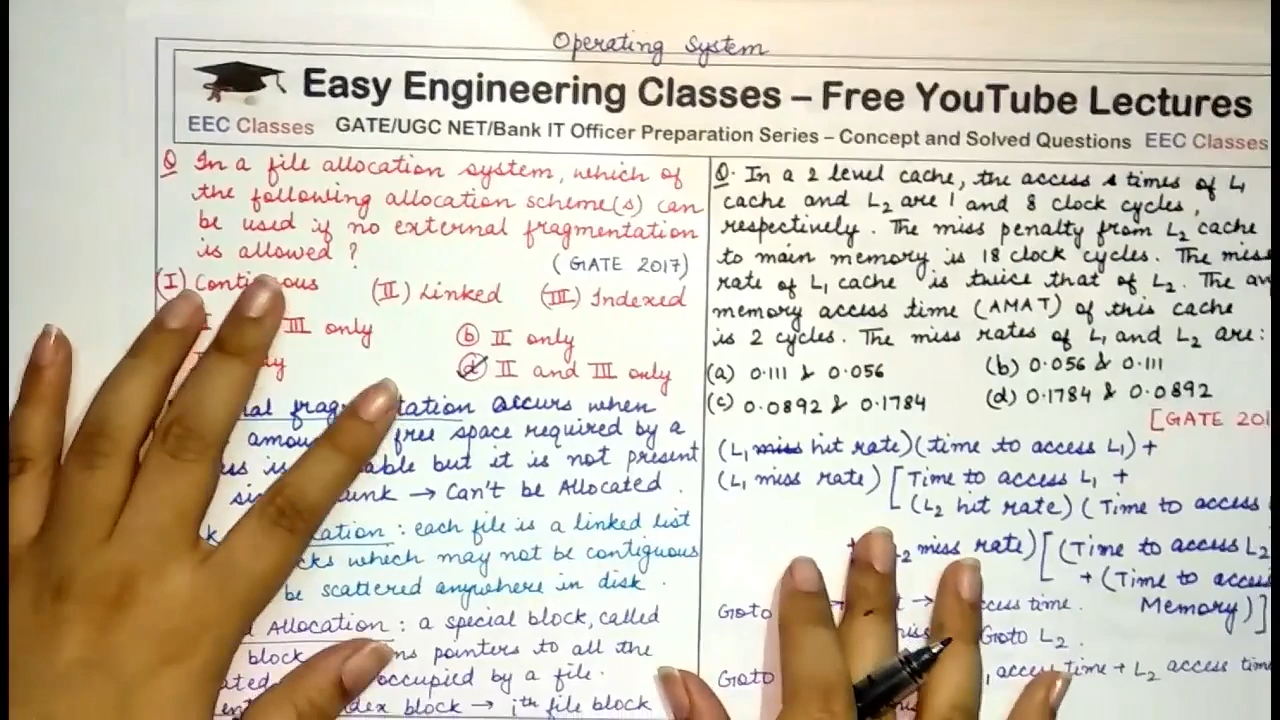 Operating System
Easy Engineering Classes – Free YouTube Lectures
EEC Classes GATE/UGC NET/Bank IT Officer Preparation Series – Concept and Solved Questions EEC Classes
Q In a file allocation system, which of
the following allocation scheme(s) can
be used if no external fragmentation
is allowed ?
(GATE 2017)
(I) (II) Linked (III) Indexed
III only (b) II only
(d) II and III only
occurs when
free space required by a
but it is not present
→ Can't be Allocated.
: each file is a linked list
which may not be contiguous
be scattered anywhere in disk.
Allocation : a special block, called
block pointers to all the
occupied by a file.
block → ith file block
Q. In a 2 level cache, the access times of L1
cache and L2 are 1 and 8 clock cycles,
respectively. The miss penalty from L2 cache
to main memory is 18 clock cycles. The miss
rate of L1 cache is twice that of L2. The
memory access time (AMAT) of this cache
is 2 cycles. The miss rates of L1 and L2 are:
(a) 0.111 & 0.056 (b) 0.056 & 0.111
(c) 0.0892 & 0.1784 (d) 0.1784 & 0.0892
[GATE 201
(L1 hit rate)(time to access L1) +
(L1 miss rate) [Time to access L1 +
(L2 hit rate) (Time to access
miss rate)[(Time to access L2
+ (Time to access
Memory)]
Goto → access time.
Goto L2.
Goto access time + L2 access time